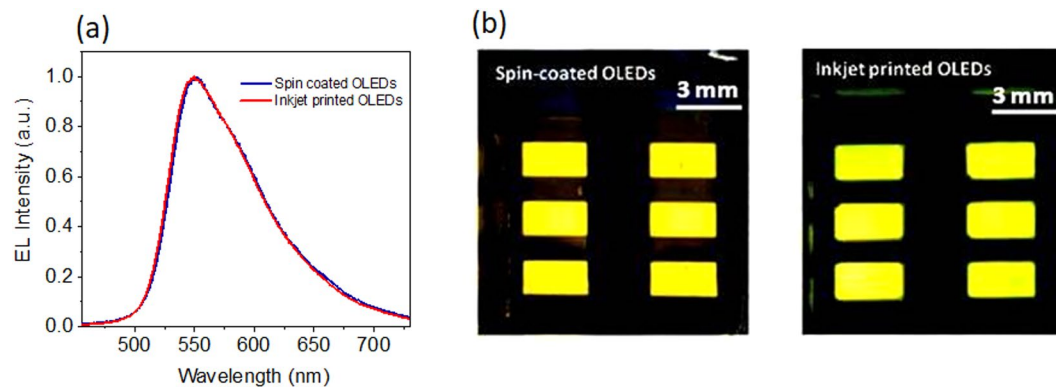 (a)
EL Intensity (a.u.)
1.0
0.8
0.6
0.4
0.2
0.0
Spin coated OLEDs
Inkjet printed OLEDs
500
550
600
650
700
Wavelength (nm)
(b)
Spin-coated OLEDs
3 mm
Inkjet printed OLEDs
3 mm